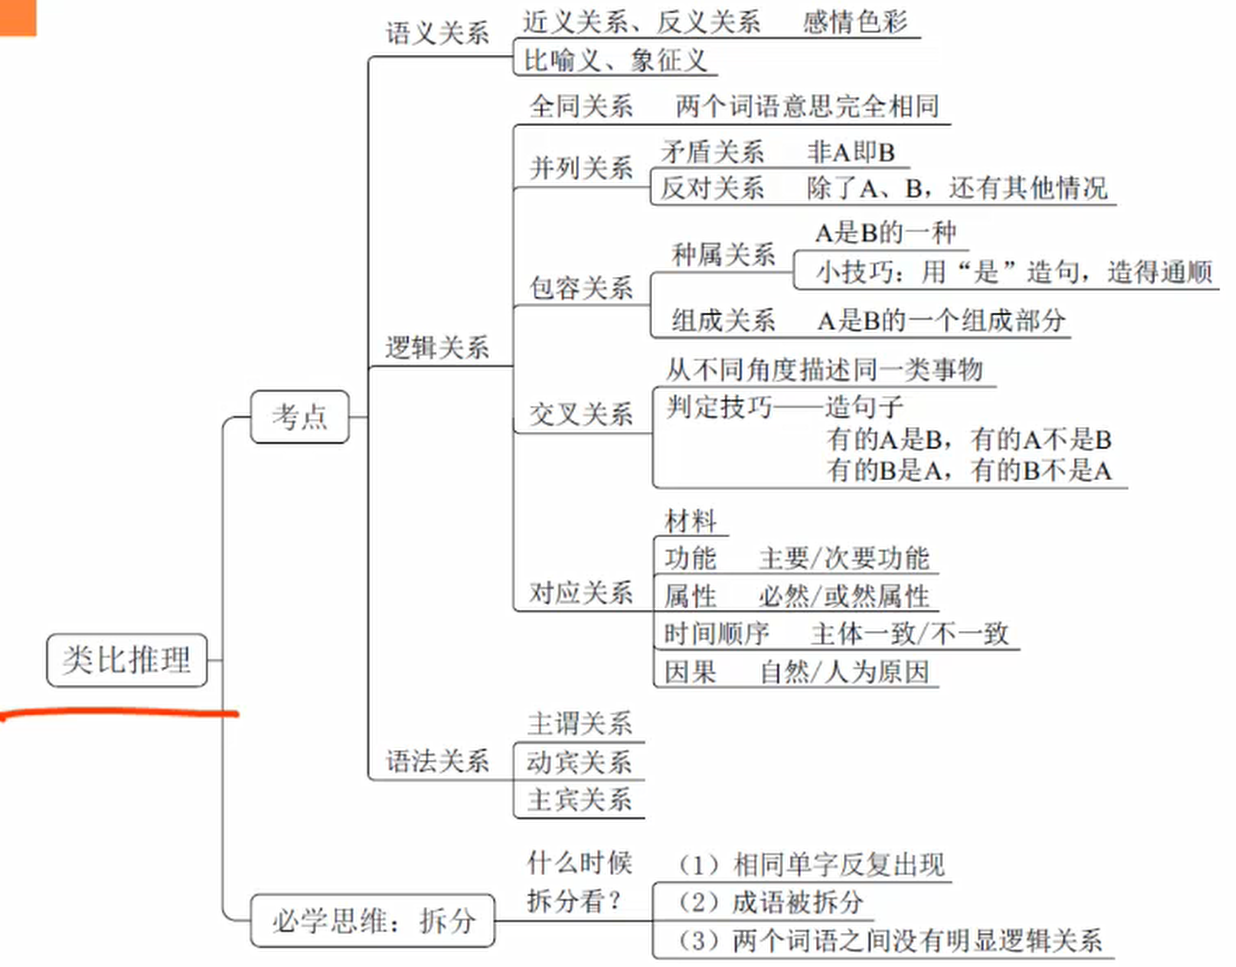 语义关系
近义关系、反义关系 感情色彩
比喻义、象征义
全同关系 两个词语意思完全相同
并列关系
矛盾关系 非A即B
反对关系 除了A、B，还有其他情况
包容关系
种属关系
A是B的一种
小技巧：用“是”造句，造得通顺
组成关系 A是B的一个组成部分
逻辑关系
交叉关系
从不同角度描述同一类事物
判定技巧——造句子
有的A是B，有的A不是B
有的B是A，有的B不是A
考点
对应关系
材料
功能 主要/次要功能
属性 必然/或然属性
时间顺序 主体一致/不一致
因果 自然/人为原因
类比推理
语法关系
主谓关系
动宾关系
主宾关系
必学思维：拆分
什么时候
拆分看？
（1）相同单字反复出现
（2）成语被拆分
（3）两个词语之间没有明显逻辑关系